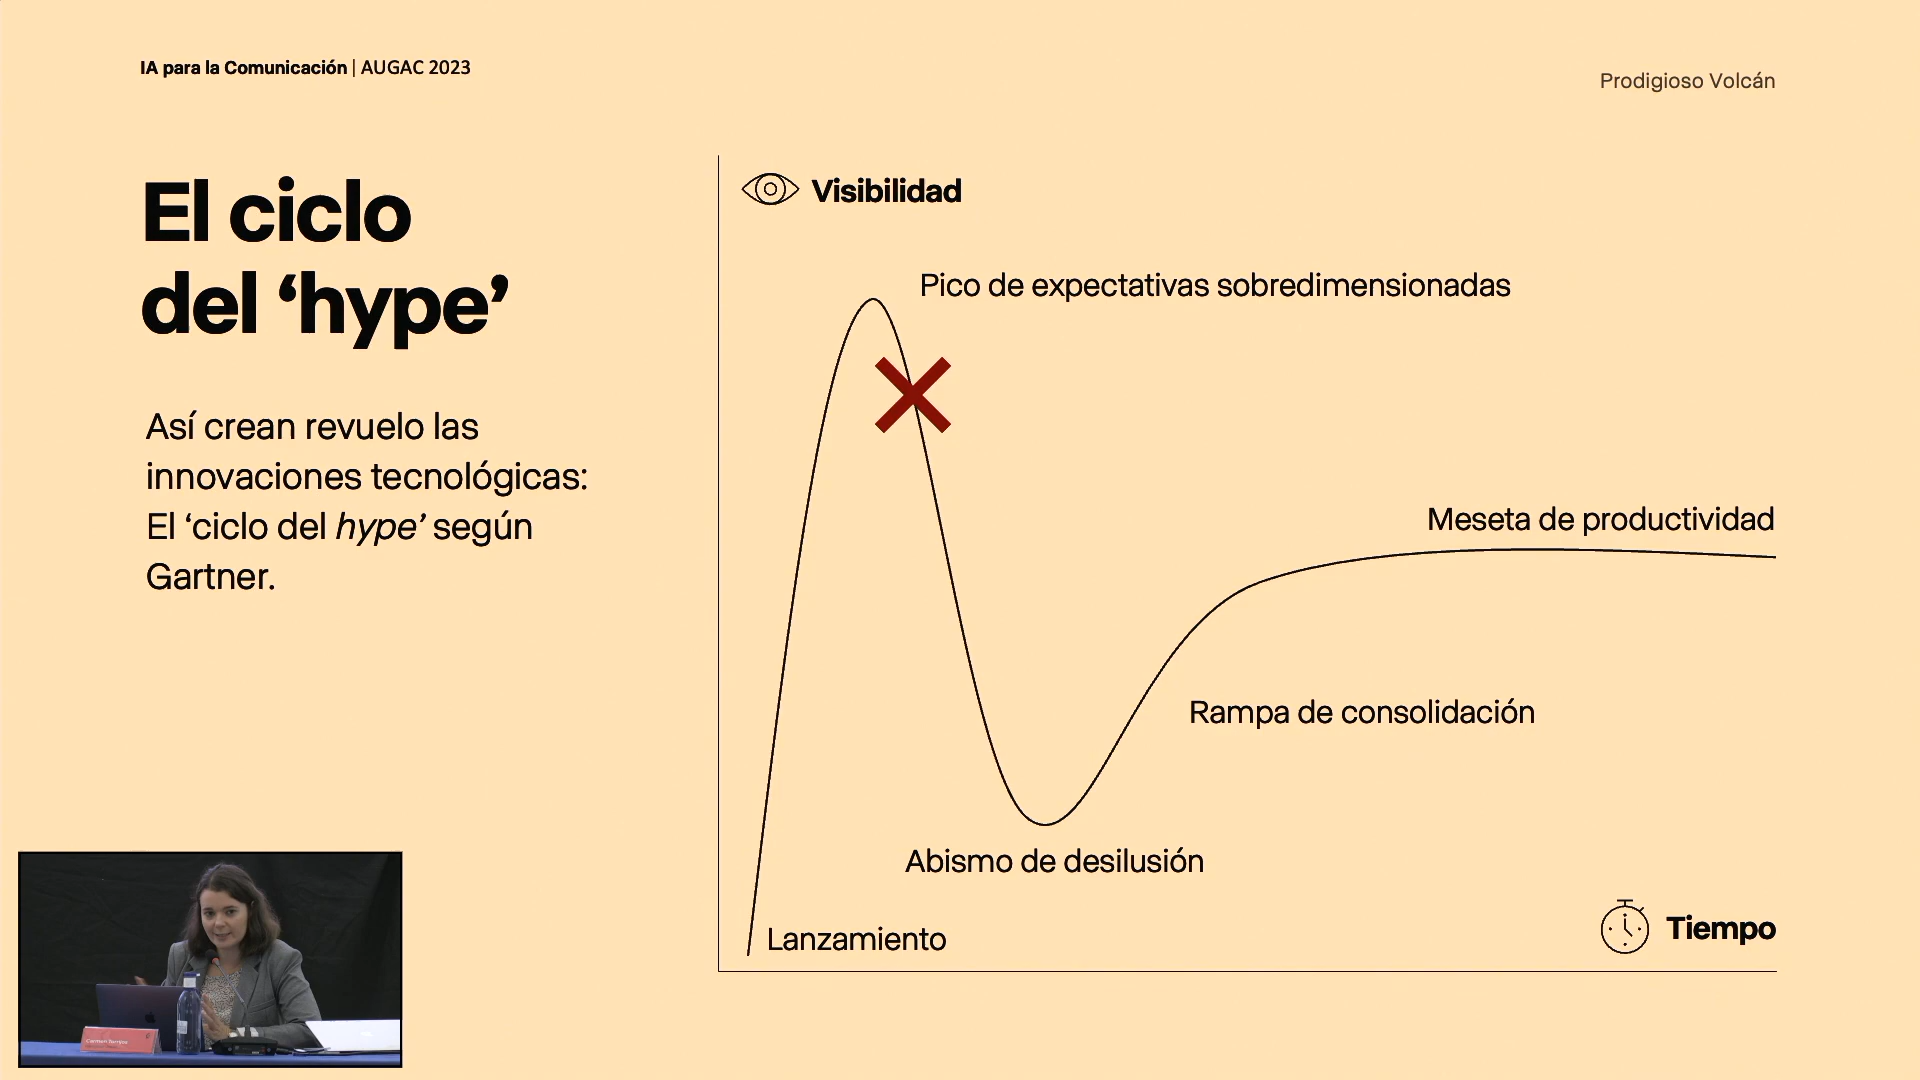 IA para la Comunicación | AUGAC 2023
Prodigioso Volcán
El ciclo
del ‘hype’
Así crean revuelo las
innovaciones tecnológicas:
El ‘ciclo del hype’ según
Gartner.
Visibilidad
Pico de expectativas sobredimensionadas
Meseta de productividad
Rampa de consolidación
Abismo de desilusión
Lanzamiento
Tiempo
Carmen Torrijos